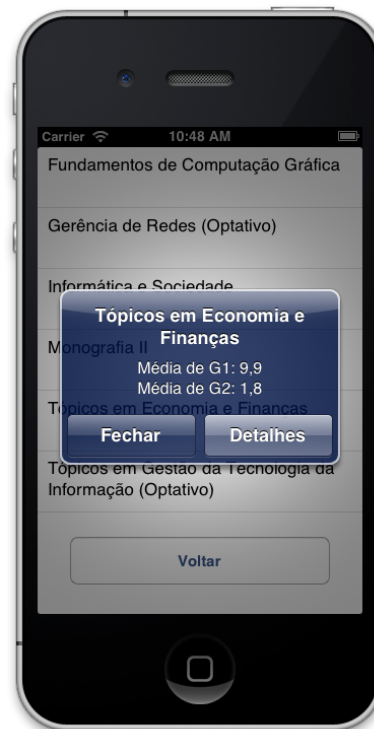 Carrier 10:48 AM
Fundamentos de Computação Gráfica
Gerência de Redes (Optativo)
Informática e Sociedade
Tópicos em Economia e
Finanças
Média de G1: 9,9
Média de G2: 1,8
Monografia II
Tópicos em Economia e Finanças
Fechar Detalhes
Tópicos em Gestão da Tecnologia da
Informação (Optativo)
Voltar